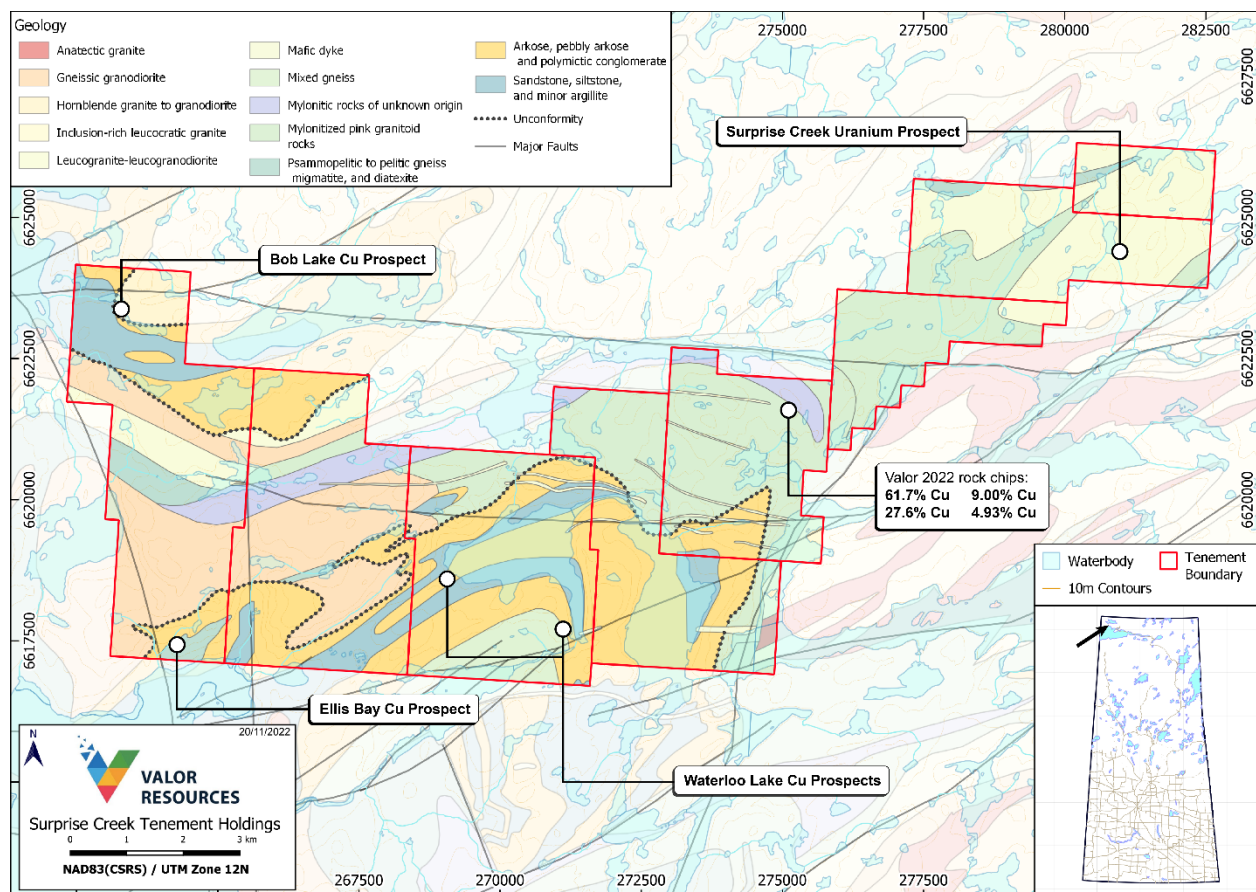 Geology
Anatectic granite
Gneissic granodiorite
Hornblende granite to granodiorite
Inclusion-rich leucocratic granite
Leucogranite-leucogranodiorite
Mafic dyke
Mixed gneiss
Mylonitic rocks of unknown origin
Mylonitized pink granitoid
rocks
Psammopelitic to pelitic gneiss
migmatite, and diatexite
Arkose, pebbly arkose
and polymictic conglomerate
Sandstone, siltstone,
and minor argillite
Unconformity
Major Faults
275000
277500
280000
282500
6627500
Surprise Creek Uranium Prospect
6625000
6625000
Bob Lake Cu Prospect
6622500
6622500
Valor 2022 rock chips:
61.7% Cu 9.00% Cu
27.6% Cu 4.93% Cu
6620000
6620000
Waterbody
Tenement
Boundary
10m Contours
6617500
Ellis Bay Cu Prospect
Waterloo Lake Cu Prospects
20/11/2022
N
VALOR
RESOURCES
Surprise Creek Tenement Holdings
0 1 2 3 km
NAD83(CSRS) / UTM Zone 12N
267500
270000
272500
275000